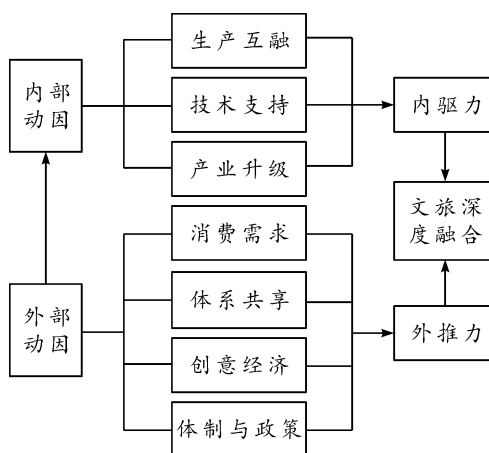 生产互融
内部
动因
技术支持
内驱力
产业升级
消费需求
文旅深
度融合
体系共享
外部
动因
外推力
创意经济
体制与政策